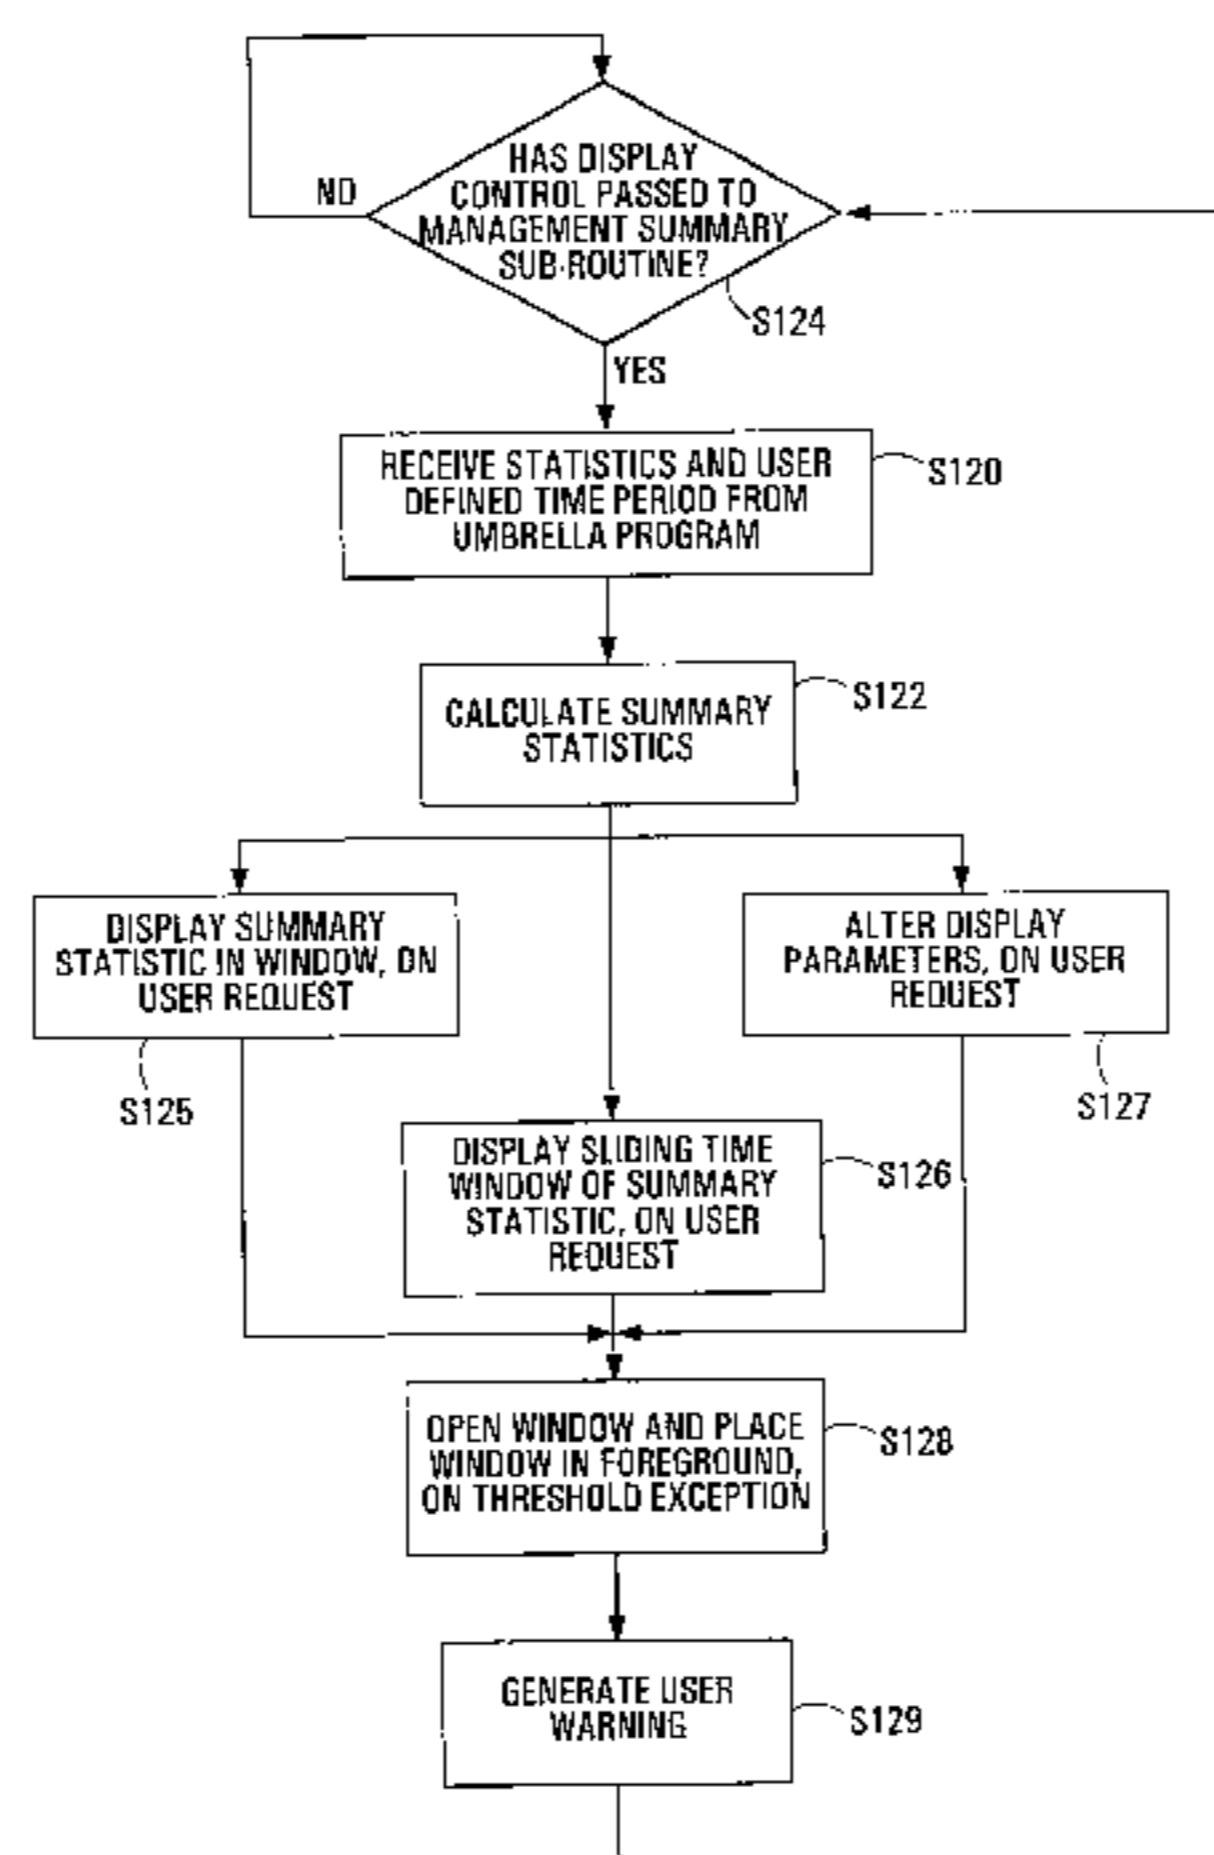 HAS DISPLAY
CONTROL PASSED TO
MANAGEMENT SUMMARY
SUB-ROUTINE?
NO
S124
YES
RECEIVE STATISTICS AND USER
DEFINED TIME PERIOD FROM
UMBRELLA PROGRAM
S120
CALCULATE SUMMARY
STATISTICS
S122
DISPLAY SUMMARY
STATISTIC IN WINDOW, ON
USER REQUEST
S125
ALTER DISPLAY
PARAMETERS, ON USER
REQUEST
S127
DISPLAY SLIDING TIME
WINDOW OF SUMMARY
STATISTIC, ON USER
REQUEST
S126
OPEN WINDOW AND PLACE
WINDOW IN FOREGROUND,
ON THRESHOLD EXCEPTION
S128
GENERATE USER
WARNING
S129